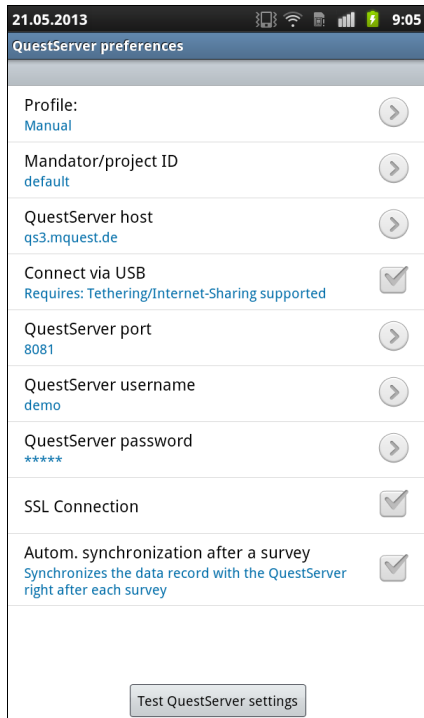 21.05.2013 9:05
QuestServer preferences
Profile:
Manual
Mandator/project ID
default
QuestServer host
qs3.mquest.de
Connect via USB
Requires: Tethering/Internet-Sharing supported
QuestServer port
8081
QuestServer username
demo
QuestServer password
*****
SSL Connection
Autom. synchronization after a survey
Synchronizes the data record with the QuestServer
right after each survey
Test QuestServer settings